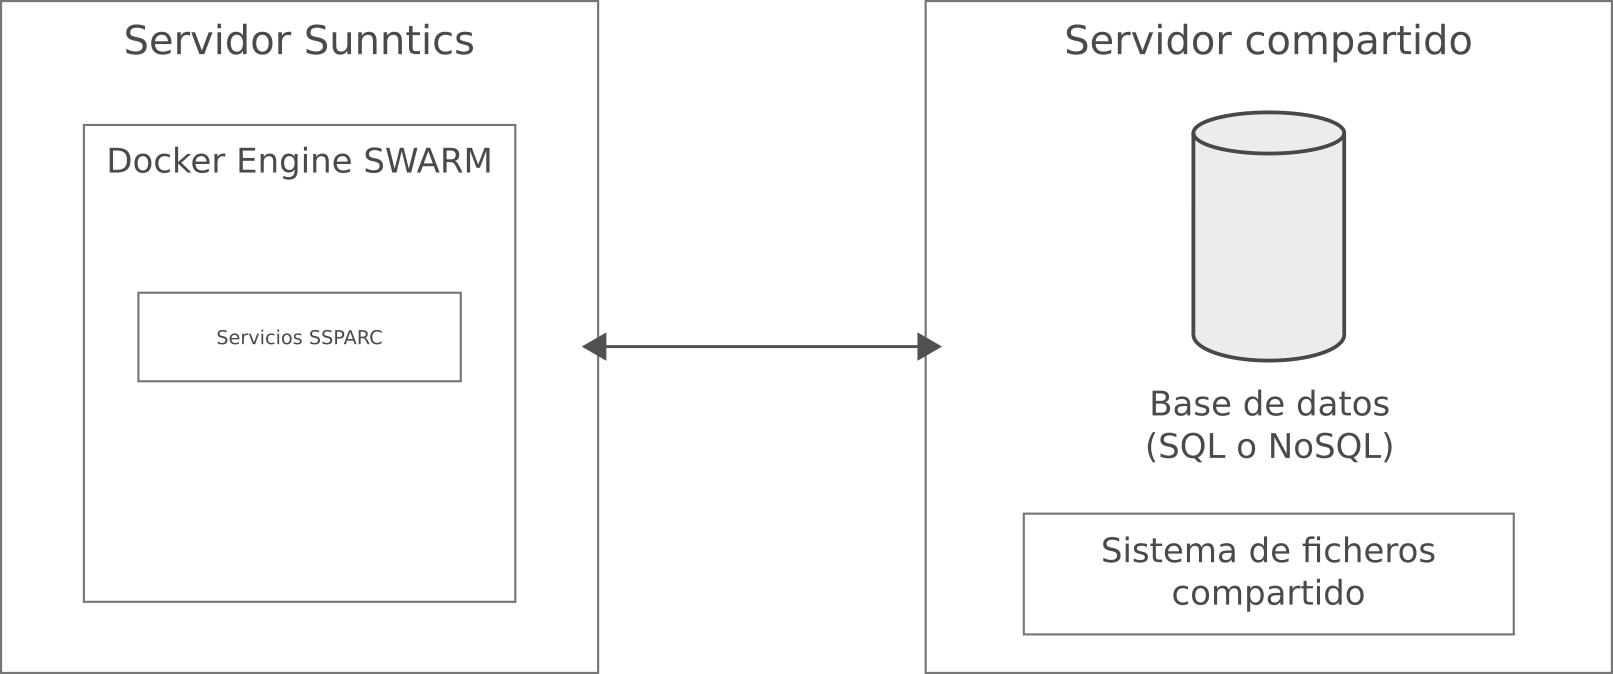 Servidor Sunntics
Docker Engine SWARM
Servicios SSPARC
Servidor compartido
Base de datos
(SQL o NoSQL)
Sistema de ficheros
compartido